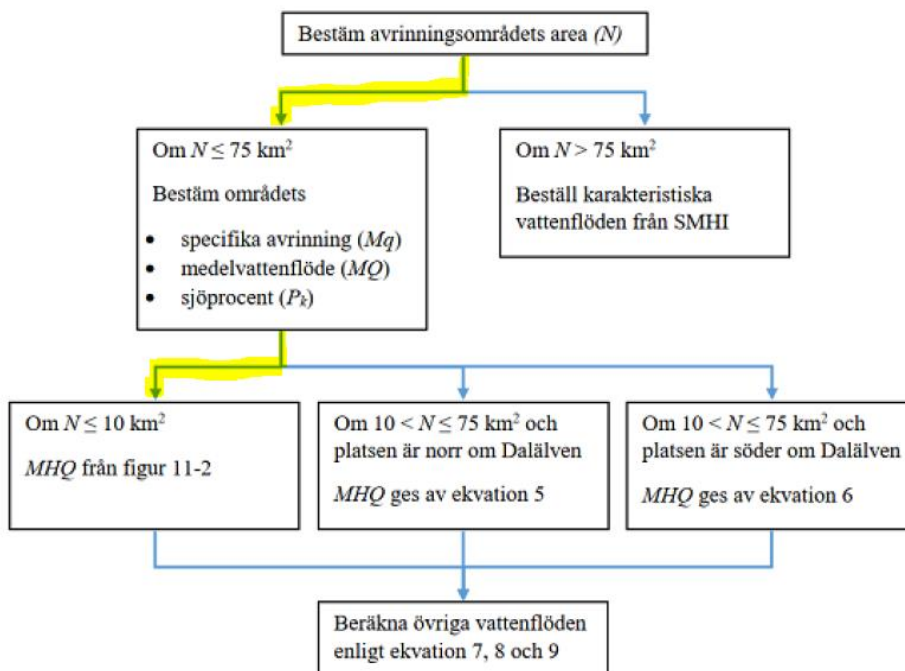 Bestäm avrinningsområdets area (N)
Om N ≤ 75 km²
Bestäm områdets
• specifika avrinning (Mq)
• medelvattenflöde (MQ)
• sjöprocent (Pₖ)
Om N > 75 km²
Beställ karakteristiska
vattenflöden från SMHI
Om N ≤ 10 km²
MHQ från figur 11-2
Om 10 < N ≤ 75 km² och
platsen är norr om Dalälven
MHQ ges av ekvation 5
Om 10 < N ≤ 75 km² och
platsen är söder om Dalälven
MHQ ges av ekvation 6
Beräkna övriga vattenflöden
enligt ekvation 7, 8 och 9